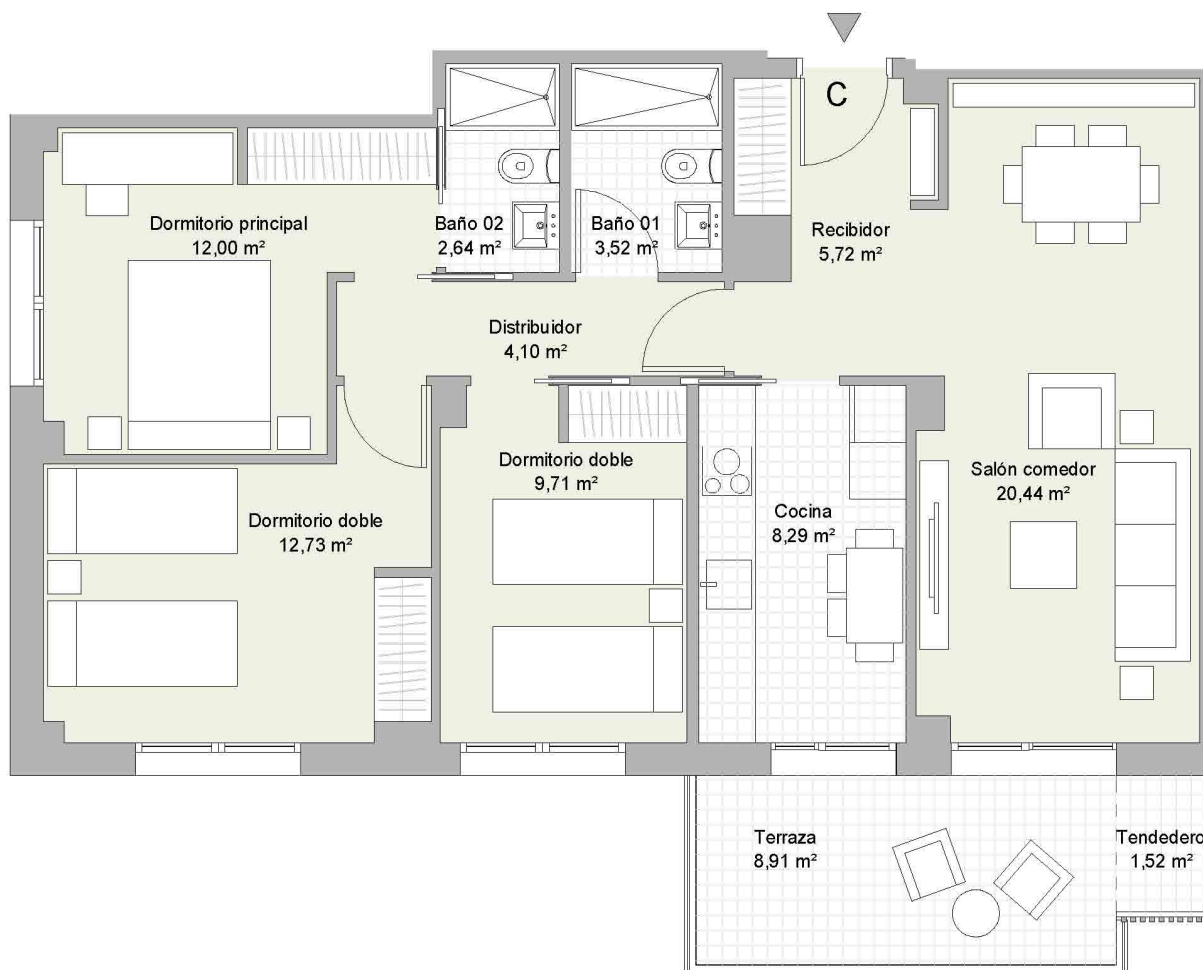 C
Dormitorio principal
12,00 m²
Baño 02
2,64 m²
Baño 01
3,52 m²
Recibidor
5,72 m²
Distribuidor
4,10 m²
Dormitorio doble
9,71 m²
Salón comedor
20,44 m²
Dormitorio doble
12,73 m²
Cocina
8,29 m²
Terraza
8,91 m²
Tendedero
1,52 m²